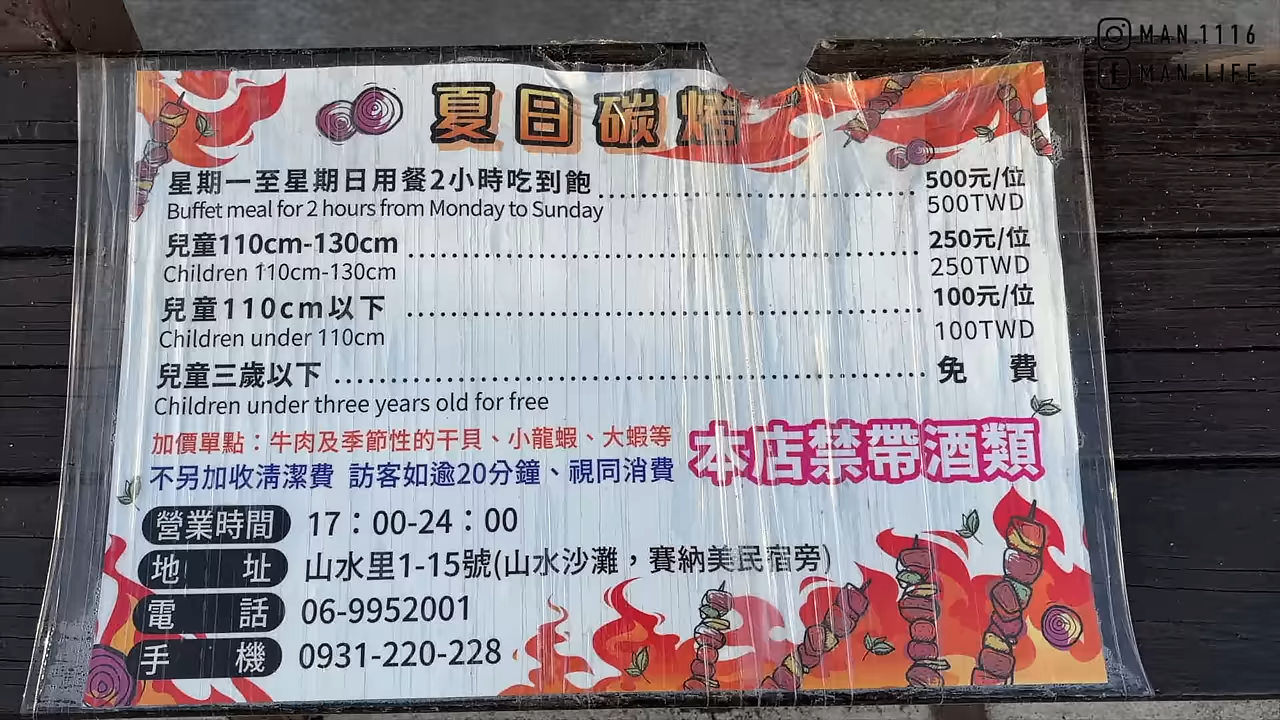 MAN.1116
MAN LIFE
夏日碳烤
星期一至星期日用餐2小時吃到飽 500元/位
Buffet meal for 2 hours from Monday to Sunday 500TWD
兒童110cm-130cm 250元/位
Children 110cm-130cm 250TWD
兒童110cm以下 100元/位
Children under 110cm 100TWD
兒童三歲以下 免費
Children under three years old for free
加價單點：牛肉及季節性的干貝、小龍蝦、大蝦等
不另加收清潔費 訪客如逾20分鐘、視同消費
本店禁帶酒類
營業時間 17：00-24：00
地址 山水里1-15號(山水沙灘，賽納美民宿旁)
電話 06-9952001
手機 0931-220-228